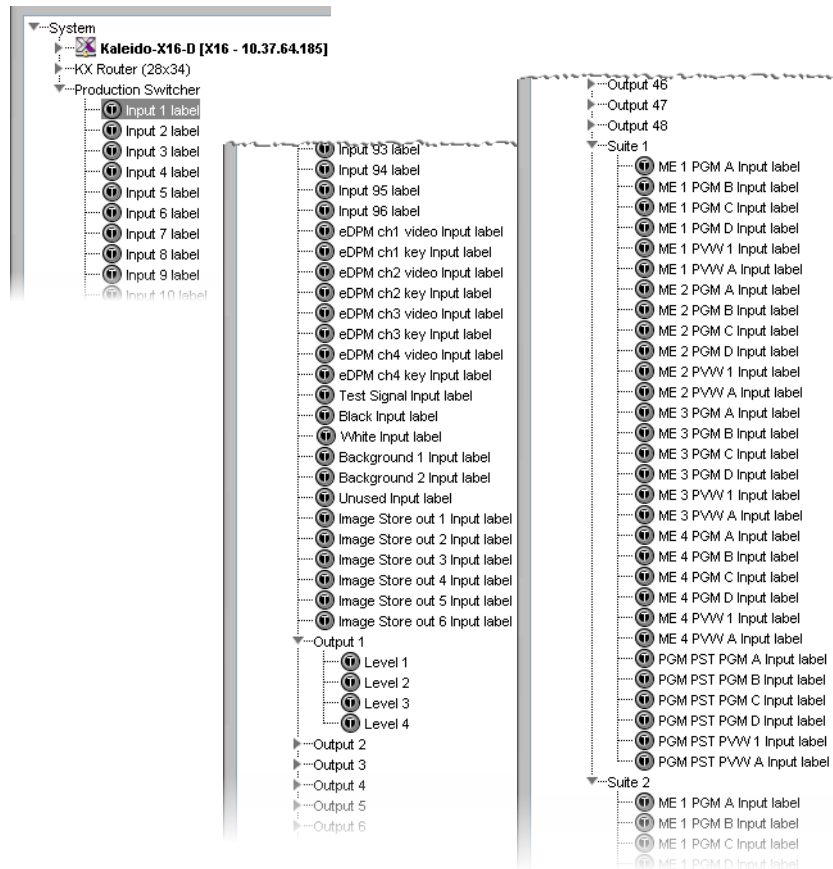 System
Kaleido-X16-D [X16 - 10.37.64.185]
KX Router (28x34)
Production Switcher
Input 1 label
Input 2 label
Input 3 label
Input 4 label
Input 5 label
Input 6 label
Input 7 label
Input 8 label
Input 9 label
Input 10 label
Input 93 label
Input 94 label
Input 95 label
Input 96 label
eDPM ch1 video Input label
eDPM ch1 key Input label
eDPM ch2 video Input label
eDPM ch2 key Input label
eDPM ch3 video Input label
eDPM ch3 key Input label
eDPM ch4 video Input label
eDPM ch4 key Input label
Test Signal Input label
Black Input label
White Input label
Background 1 Input label
Background 2 Input label
Unused Input label
Image Store out 1 Input label
Image Store out 2 Input label
Image Store out 3 Input label
Image Store out 4 Input label
Image Store out 5 Input label
Image Store out 6 Input label
Output 1
Level 1
Level 2
Level 3
Level 4
Output 2
Output 3
Output 4
Output 5
Output 6
Output 46
Output 47
Output 48
Suite 1
ME 1 PGM A Input label
ME 1 PGM B Input label
ME 1 PGM C Input label
ME 1 PGM D Input label
ME 1 PVW 1 Input label
ME 1 PVW A Input label
ME 2 PGM A Input label
ME 2 PGM B Input label
ME 2 PGM C Input label
ME 2 PGM D Input label
ME 2 PVW 1 Input label
ME 2 PVW A Input label
ME 3 PGM A Input label
ME 3 PGM B Input label
ME 3 PGM C Input label
ME 3 PGM D Input label
ME 3 PVW 1 Input label
ME 3 PVW A Input label
ME 4 PGM A Input label
ME 4 PGM B Input label
ME 4 PGM C Input label
ME 4 PGM D Input label
ME 4 PVW 1 Input label
ME 4 PVW A Input label
PGM PST PGM A Input label
PGM PST PGM B Input label
PGM PST PGM C Input label
PGM PST PGM D Input label
PGM PST PVW 1 Input label
PGM PST PVW A Input label
Suite 2
ME 1 PGM A Input label
ME 1 PGM B Input label
ME 1 PGM C Input label
ME 1 PGM D Input label